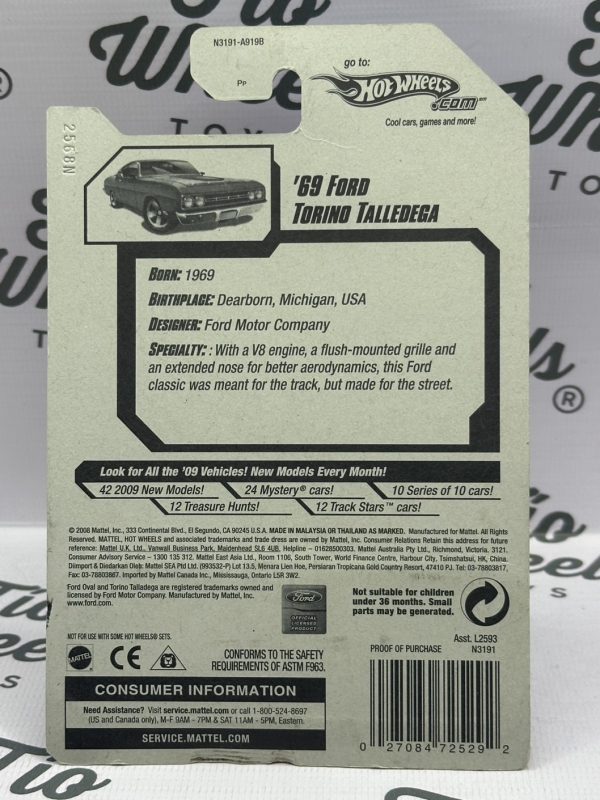 N3191-A919B
PP
go to:
HOT WHEELS
.COM™
Cool cars, games and more!
2568N
'69 FORD
TORINO TALLEDEGA
BORN: 1969
BIRTHPLACE: Dearborn, Michigan, USA
DESIGNER: Ford Motor Company
SPECIALTY: : With a V8 engine, a flush-mounted grille and
an extended nose for better aerodynamics, this Ford
classic was meant for the track, but made for the street.
Look for All the '09 Vehicles! New Models Every Month!
42 2009 New Models! 24 Mystery® cars! 10 Series of 10 cars!
12 Treasure Hunts! 12 Track Stars™ cars!
© 2008 Mattel, Inc., 333 Continental Blvd., El Segundo, CA 90245 U.S.A. MADE IN MALAYSIA OR THAILAND AS MARKED. Manufactured for Mattel. All Rights
Reserved. MATTEL, HOT WHEELS and associated trademarks and trade dress are owned by Mattel, Inc. Consumer Relations Retain this address for future
reference: Mattel U.K. Ltd., Vanwall Business Park, Maidenhead SL6 4UB. Helpline – 01628500303. Mattel Australia Pty Ltd., Richmond, Victoria. 3121.
Consumer Advisory Service – 1300 135 312. Mattel East Asia Ltd., Room 1106, South Tower, World Finance Centre, Harbour City, Tsimshatsui, HK, China.
Diimport & Diedarkan Oleh: Mattel SEA Ptd Ltd. (993532-P) Lot 13.5, Menara Lien Hoe, Persiaran Tropicana Golf Country Resort, 47410 PJ. Tel: 03-78803817,
Fax: 03-78803867. Imported by Mattel Canada Inc., Mississauga, Ontario L5R 3W2.
Ford Oval and Torino Talladega are registered trademarks owned and
licensed by Ford Motor Company. Manufactured by Mattel, Inc.
www.ford.com.
Ford
OFFICIAL
LICENSED
PRODUCT
Not suitable for children
under 36 months. Small
parts may be generated.
NOT FOR USE WITH SOME HOT WHEELS® SETS.
MATTEL
CE
CONFORMS TO THE SAFETY
REQUIREMENTS OF ASTM F963.
PROOF OF PURCHASE
Asst. L2593
N3191
CONSUMER INFORMATION
Need Assistance? Visit service.mattel.com or call 1-800-524-8697
(US and Canada only), M-F 9AM - 7PM & SAT 11AM - 5PM, Eastern.
SERVICE.MATTEL.COM
0 27084 72529 2